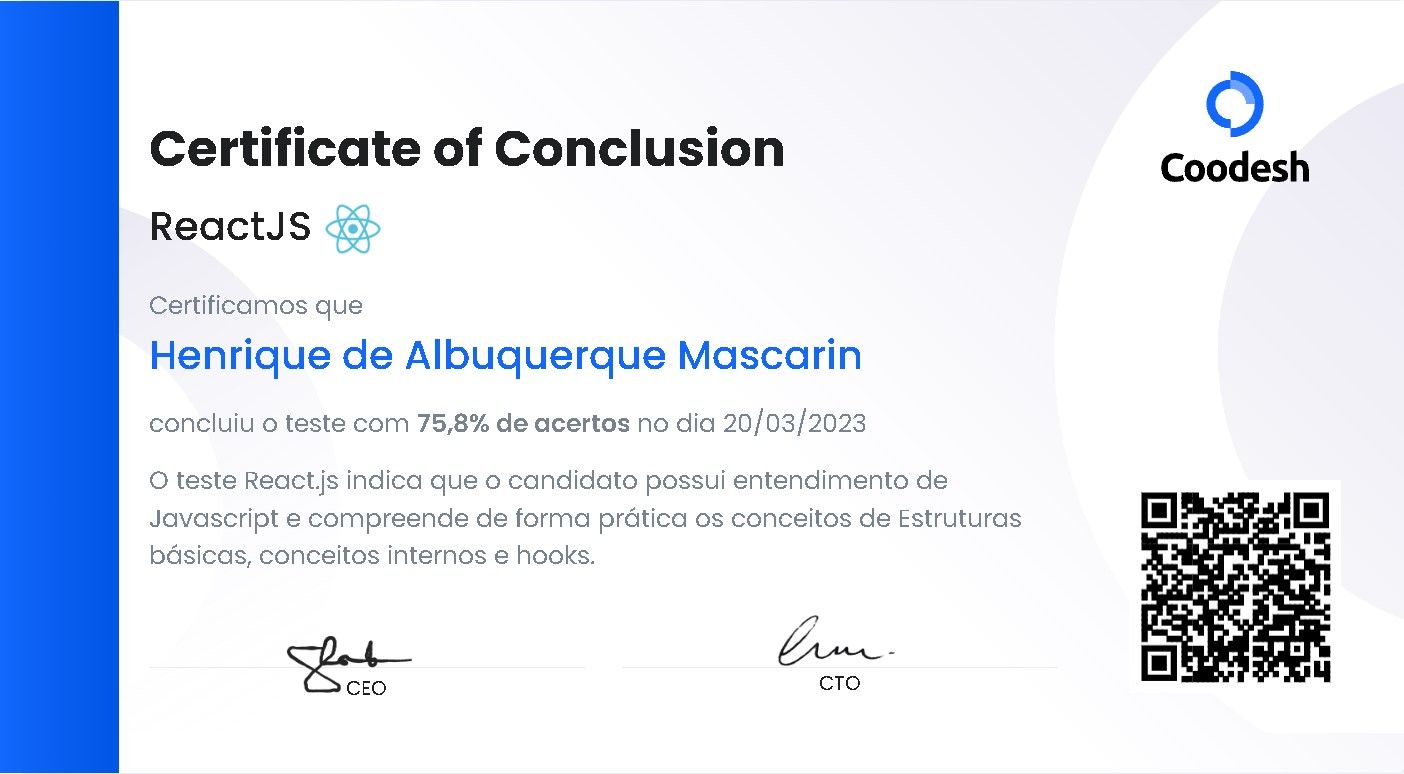 Certificate of Conclusion
Coodesh
ReactJS
Certificamos que
Henrique de Albuquerque Mascarin
concluiu o teste com 75,8% de acertos no dia 20/03/2023
O teste React.js indica que o candidato possui entendimento de
Javascript e compreende de forma prática os conceitos de Estruturas
básicas, conceitos internos e hooks.
CEO
CTO